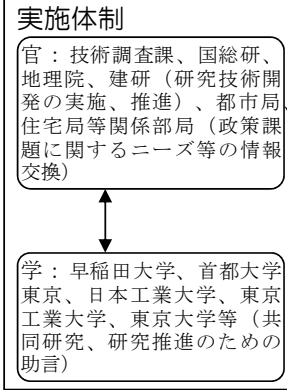 実施体制
官：技術調査課、国総研、
地理院、建研（研究技術開
発の実施、推進）、都市局、
住宅局等関係部局（政策課
題に関するニーズ等の情報
交換）
学：早稲田大学、首都大学
東京、日本工業大学、東京
工業大学、東京大学等（共
同研究、研究推進のための
助言）